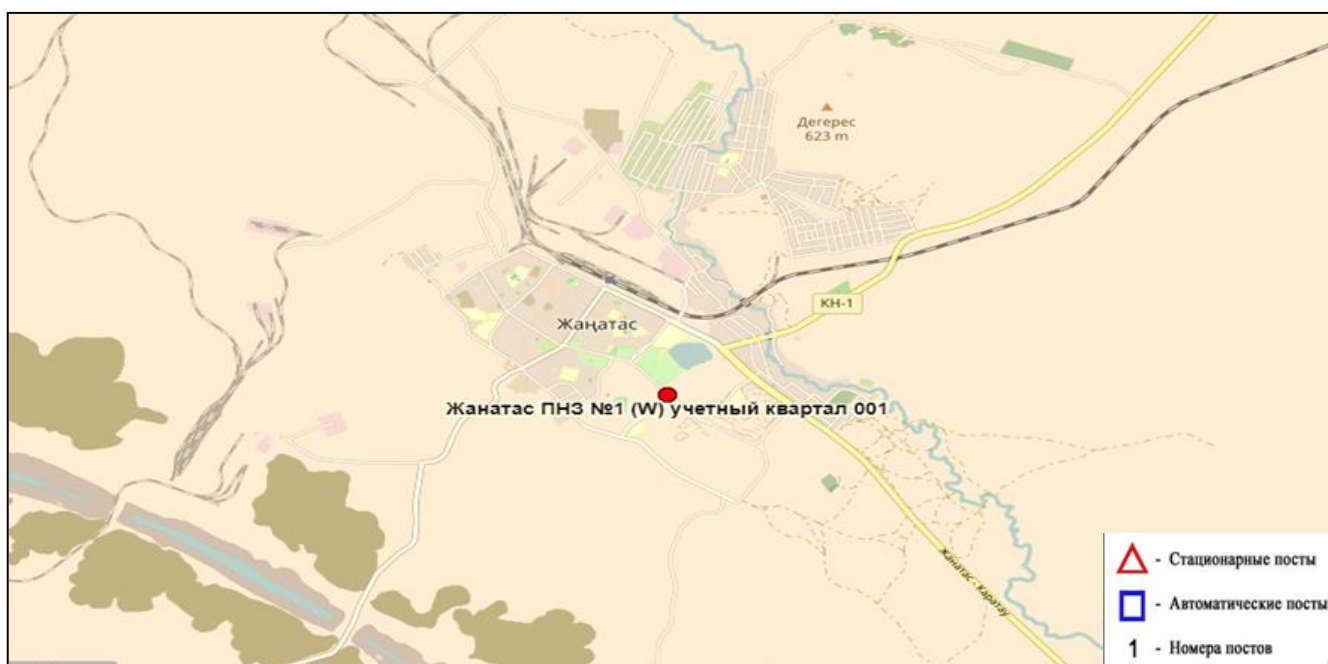 Дегерес
623 m
КН-1
Жаңатас
Жанатас ПНЗ №1 (W) учетный квартал 001
Жанатас - Каратау
- Стационарные посты
- Автоматические посты
1 - Номера постов